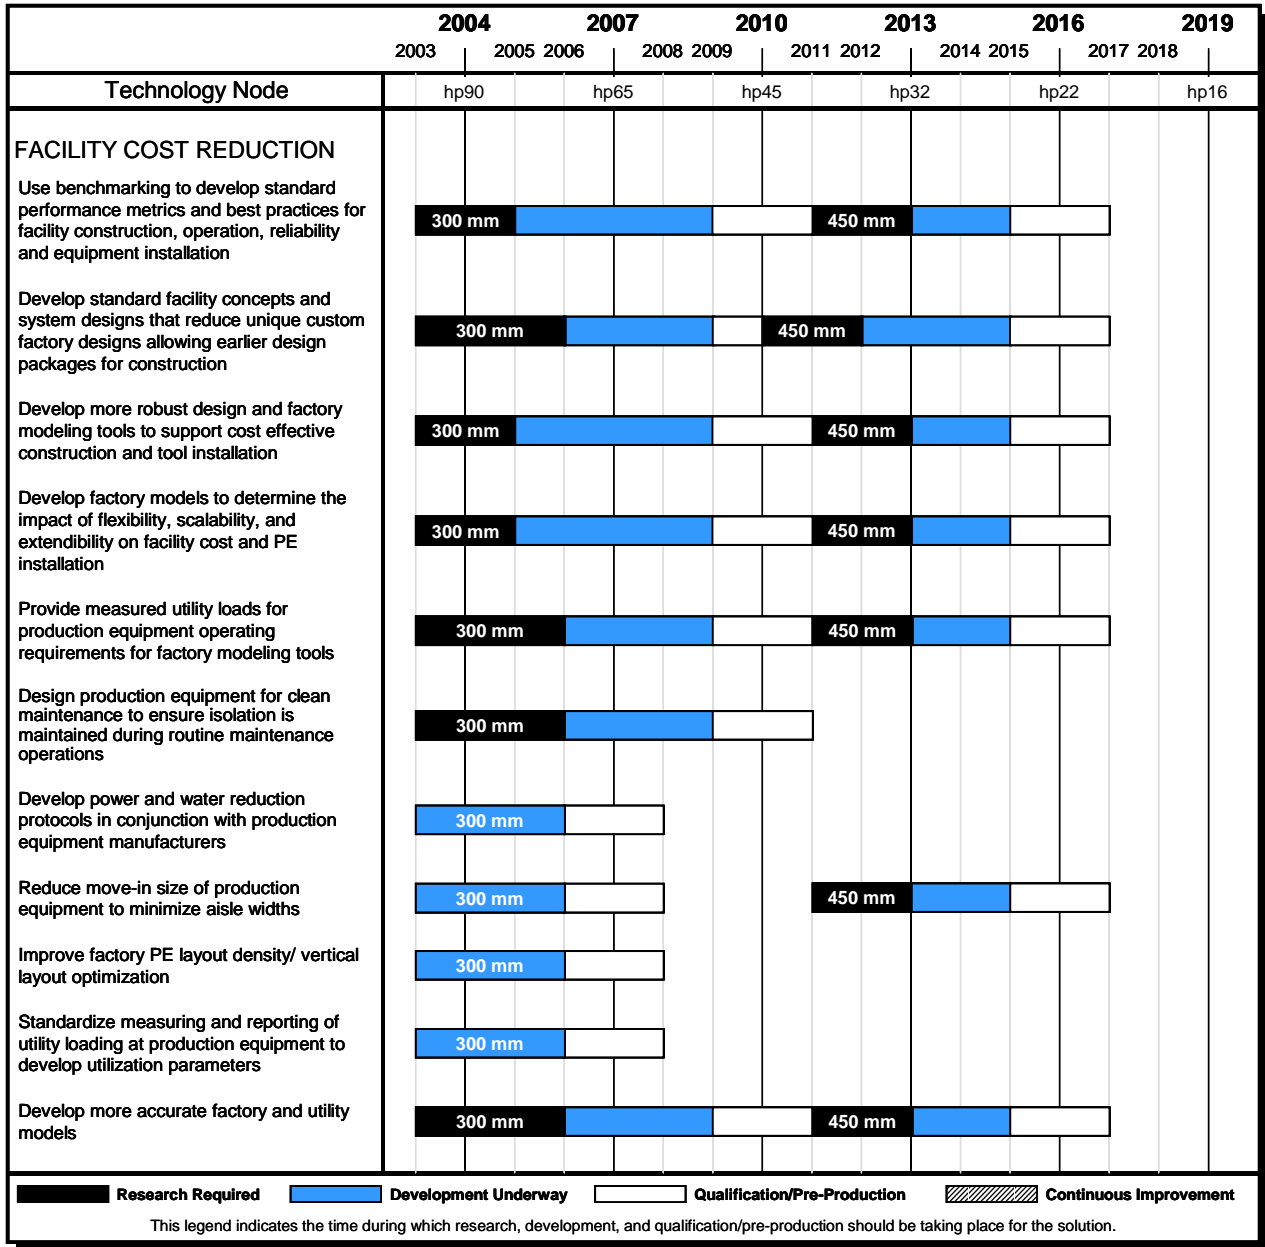 2004 2007 2010 2013 2016 2019
2003 2005 2006 2008 2009 2011 2012 2014 2015 2017 2018
Technology Node hp90 hp65 hp45 hp32 hp22 hp16
FACILITY COST REDUCTION
Use benchmarking to develop standard
performance metrics and best practices for
facility construction, operation, reliability
and equipment installation
300 mm 450 mm
Develop standard facility concepts and
system designs that reduce unique custom
factory designs allowing earlier design
packages for construction
300 mm 450 mm
Develop more robust design and factory
modeling tools to support cost effective
construction and tool installation
300 mm 450 mm
Develop factory models to determine the
impact of flexibility, scalability, and
extendibility on facility cost and PE
installation
300 mm 450 mm
Provide measured utility loads for
production equipment operating
requirements for factory modeling tools
300 mm 450 mm
Design production equipment for clean
maintenance to ensure isolation is
maintained during routine maintenance
operations
300 mm
Develop power and water reduction
protocols in conjunction with production
equipment manufacturers
300 mm
Reduce move-in size of production
equipment to minimize aisle widths
300 mm 450 mm
Improve factory PE layout density/ vertical
layout optimization
300 mm
Standardize measuring and reporting of
utility loading at production equipment to
develop utilization parameters
300 mm
Develop more accurate factory and utility
models
300 mm 450 mm
Research Required Development Underway Qualification/Pre-Production Continuous Improvement
This legend indicates the time during which research, development, and qualification/pre-production should be taking place for the solution.